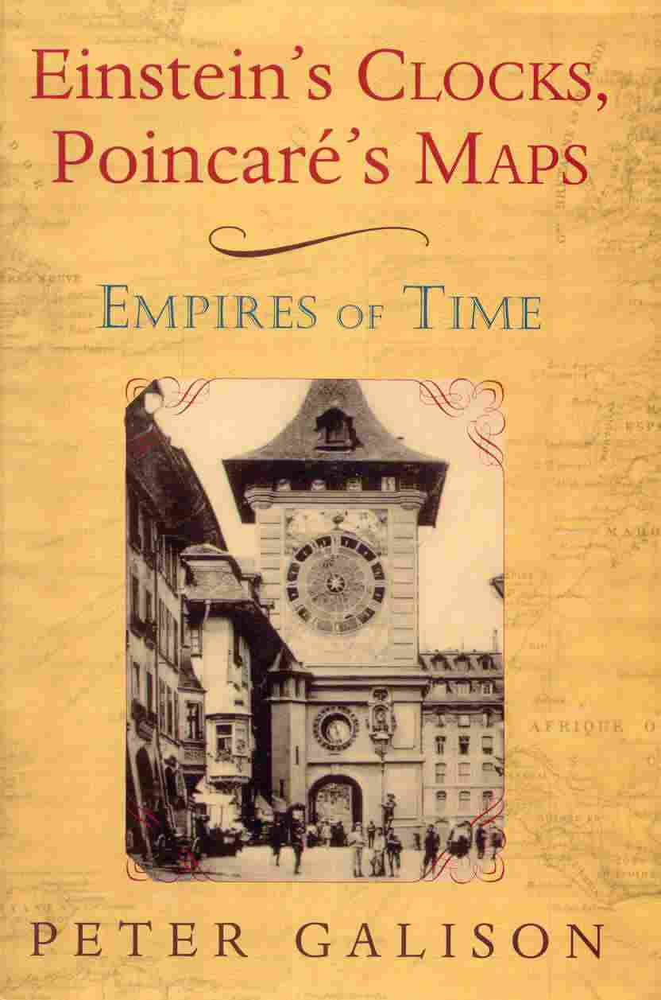 Einstein's CLOCKS,
Poincaré's MAPS
EMPIRES OF TIME
AFRIQUE O
PETER GALISON